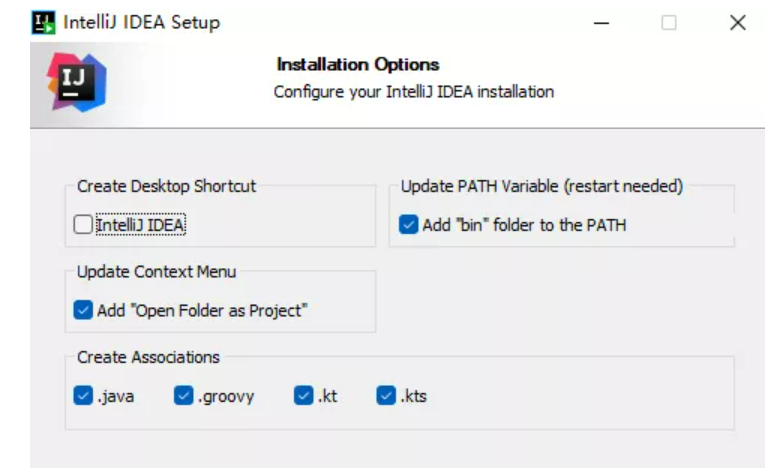 IntelliJ IDEA Setup
IJ
Installation Options
Configure your IntelliJ IDEA installation
Create Desktop Shortcut
IntelliJ IDEA
Update PATH Variable (restart needed)
Add "bin" folder to the PATH
Update Context Menu
Add "Open Folder as Project"
Create Associations
.java .groovy .kt .kts